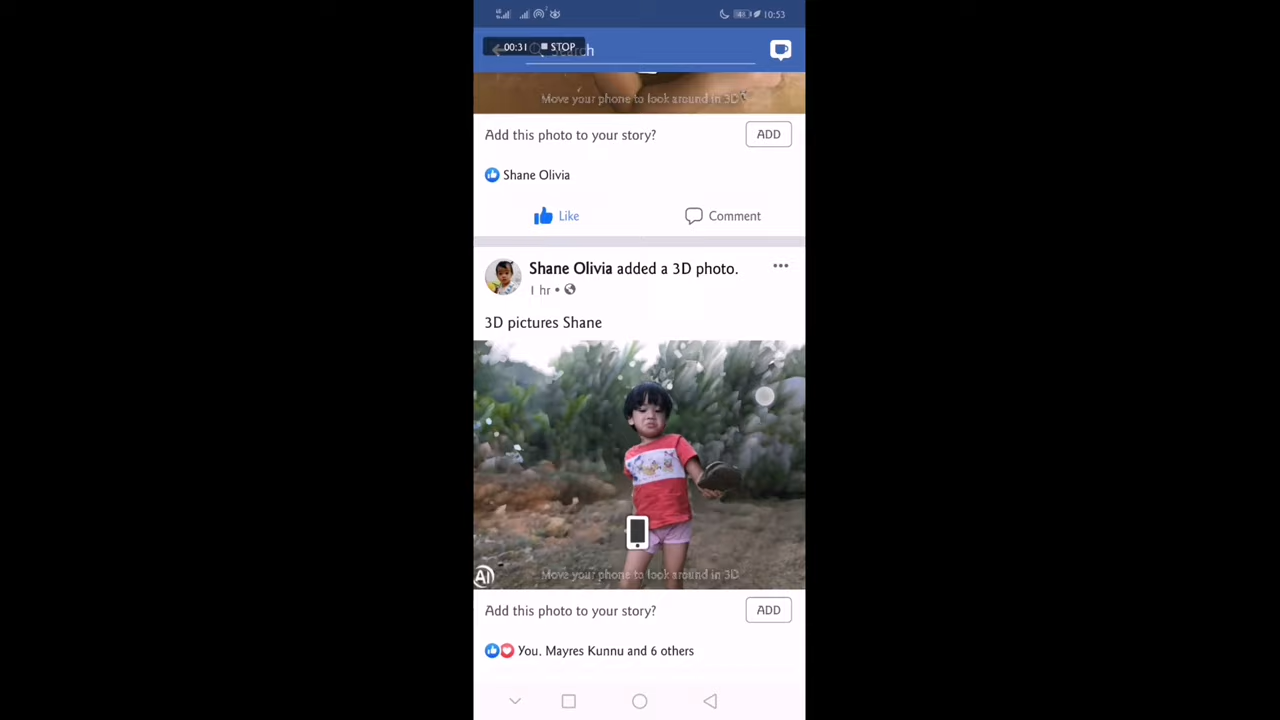 10:53
00:31 STOP
Move your phone to look around in 3D
Add this photo to your story?
ADD
Shane Olivia
Like
Comment
Shane Olivia added a 3D photo.
1 hr •
3D pictures Shane
Move your phone to look around in 3D
AI
Add this photo to your story?
ADD
You, Mayres Kunnu and 6 others